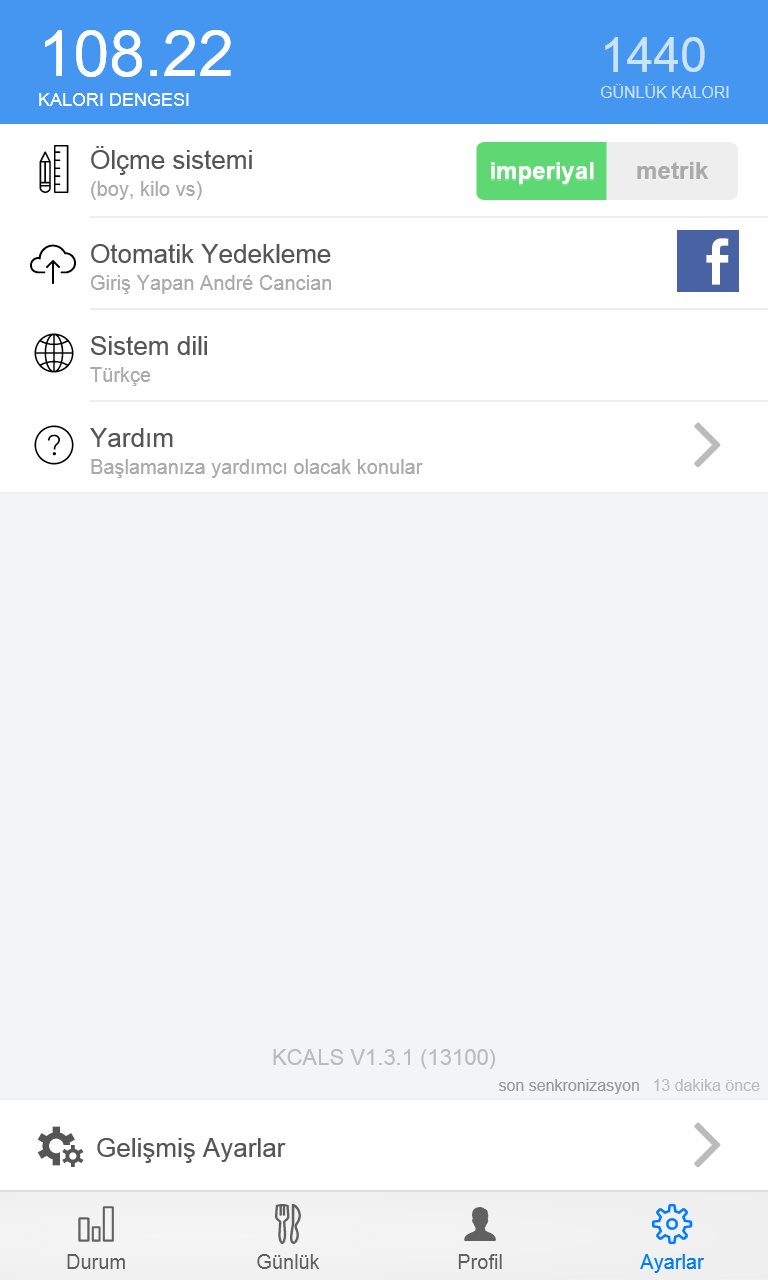 108.22
KALORI DENGESI
1440
GÜNLÜK KALORI
Ölçme sistemi
(boy, kilo vs)
imperiyal
metrik
Otomatik Yedekleme
Giriş Yapan André Cancian
f
Sistem dili
Türkçe
?
Yardım
Başlamanıza yardımcı olacak konular
KCALS V1.3.1 (13100)
son senkronizasyon 13 dakika önce
Gelişmiş Ayarlar
Durum
Günlük
Profil
Ayarlar